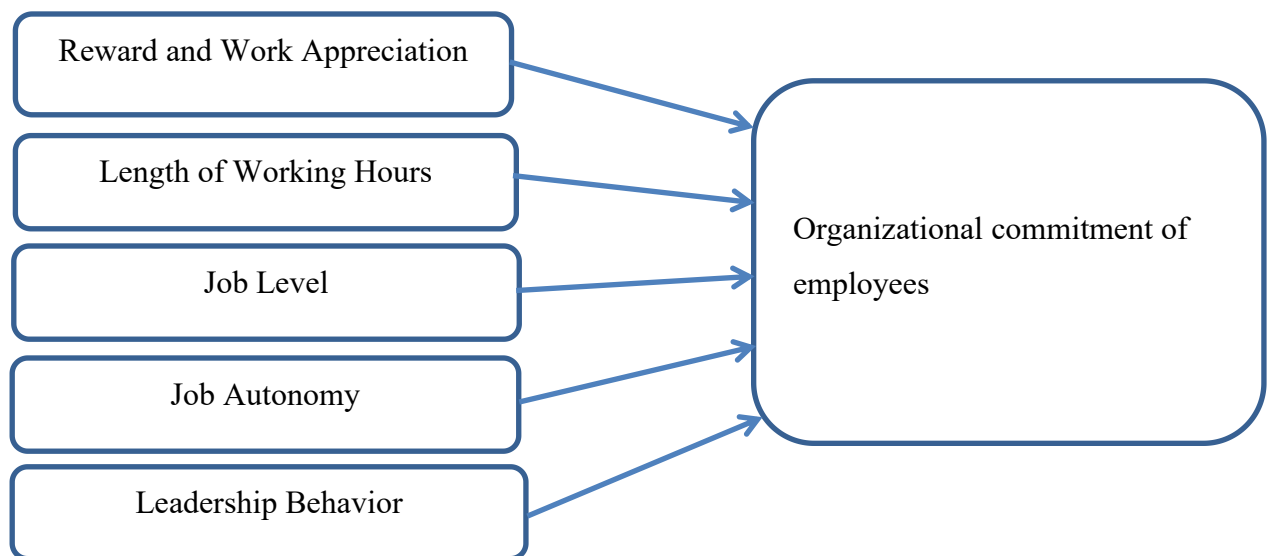 Reward and Work Appreciation
Length of Working Hours
Job Level
Job Autonomy
Leadership Behavior
Organizational commitment of
employees